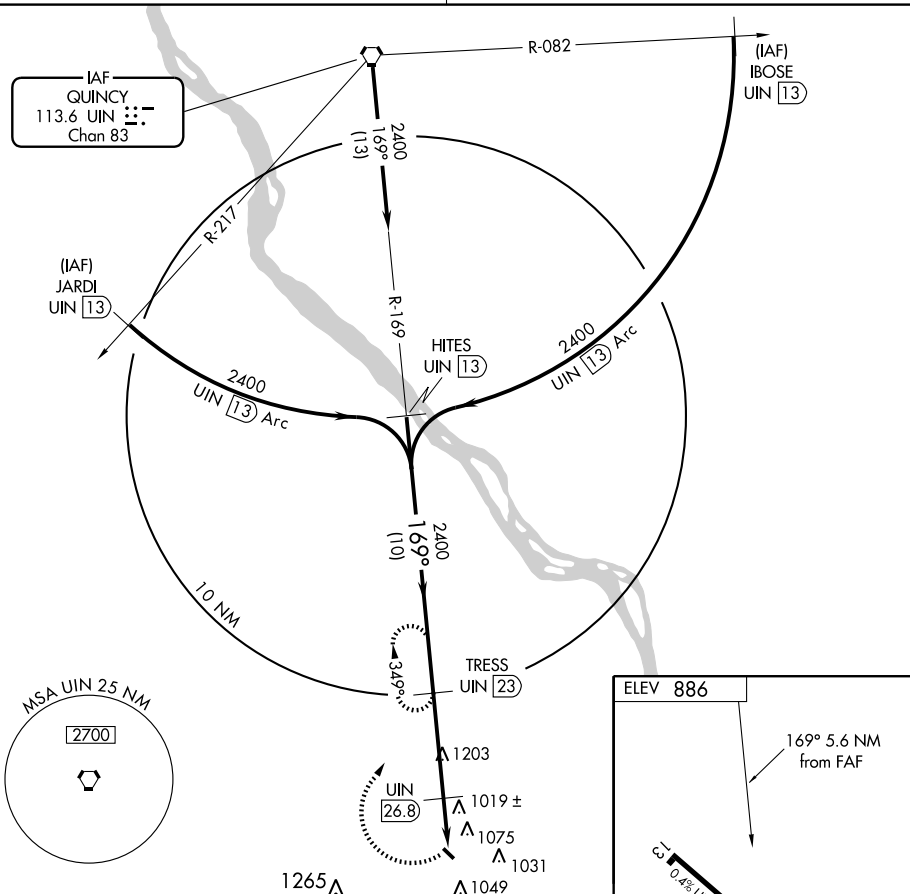 R-082
(IAF)
IBOSE
UIN 13
IAF
QUINCY
113.6 UIN
Chan 83
2400
169°
(13)
R-217
(IAF)
JARDI
UIN 13
R-169
HITES
UIN 13
2400
UIN 13 Arc
2400
UIN 13 Arc
2400
169°
(10)
10 NM
349°
TRESS
UIN 23
MSA UIN 25 NM
2700
ELEV 886
169° 5.6 NM
from FAF
1203
UIN
26.8
1019 ±
1075
1031
1265
1049
13
0.4%